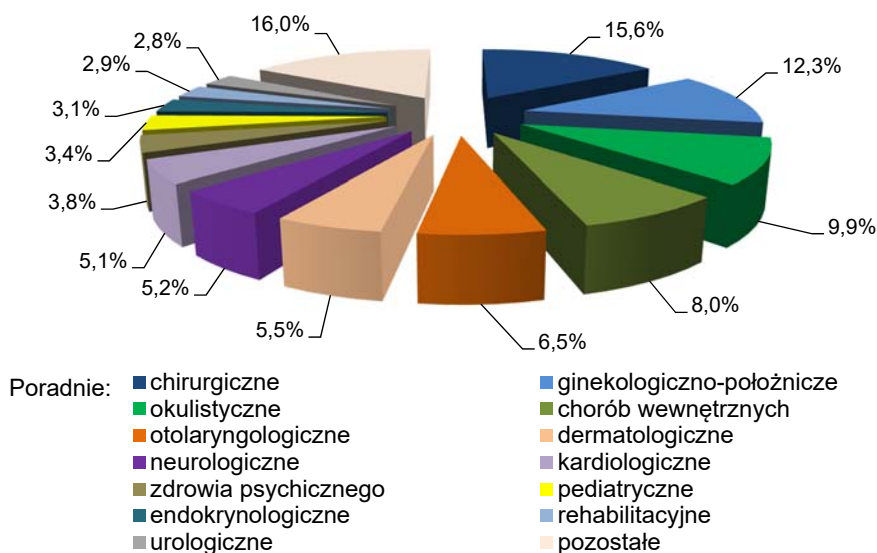 16,0%
15,6%
2,8%
2,9%
12,3%
3,1%
3,4%
3,8%
9,9%
5,1%
5,2%
8,0%
5,5%
6,5%
Poradnie:
chirurgiczne ginekologiczno-położnicze
okulistyczne chorób wewnętrznych
otolaryngologiczne dermatologiczne
neurologiczne kardiologiczne
zdrowia psychicznego pediatryczne
endokrynologiczne rehabilitacyjne
urologiczne pozostałe